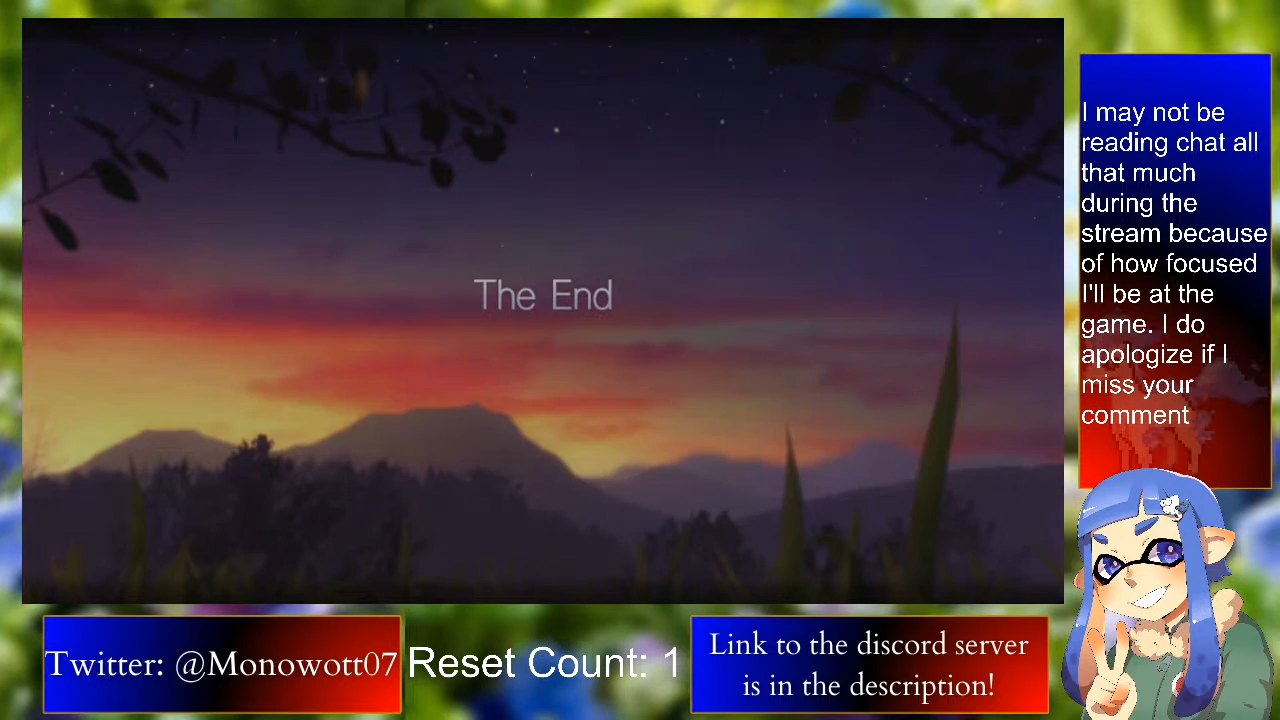 The End
I may not be
reading chat all
that much
during the
stream because
of how focused
I'll be at the
game. I do
apologize if I
miss your
comment
Twitter: @Monowott07
Reset Count: 1
Link to the discord server
is in the description!